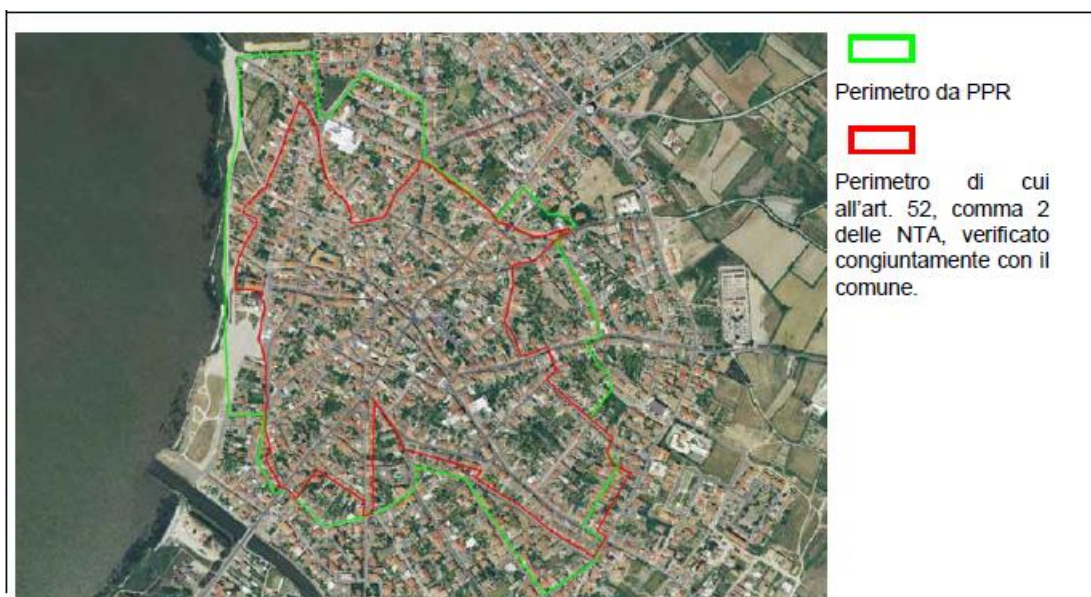 Perimetro da PPR
Perimetro di cui
all'art. 52, comma 2
delle NTA, verificato
congiuntamente con il
comune.